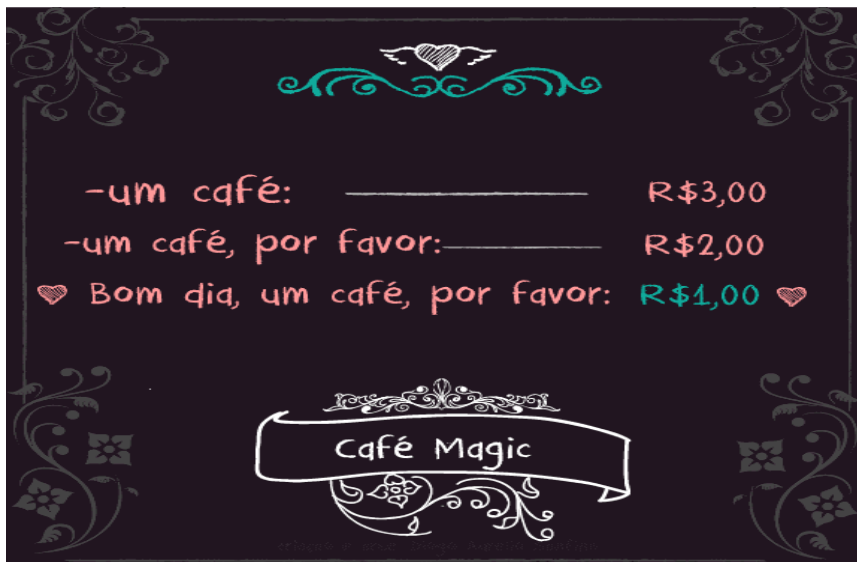 -um café: R$3,00
-um café, por favor: R$2,00
Bom dia, um café, por favor: R$1,00
Café Magic